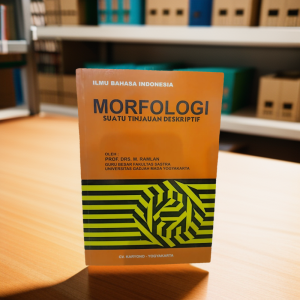 ILMU BAHASA INDONESIA
MORFOLOGI
SUATU TINJAUAN DESKRIPTIF
OLEH
PROF. DRS. M. RAMLAN
GURU BESAR FAKULTAS SASTRA
UNIVERSITAS GADJAH MADA YOGYAKARTA
CV. KARYONO - YOGYAKARTA